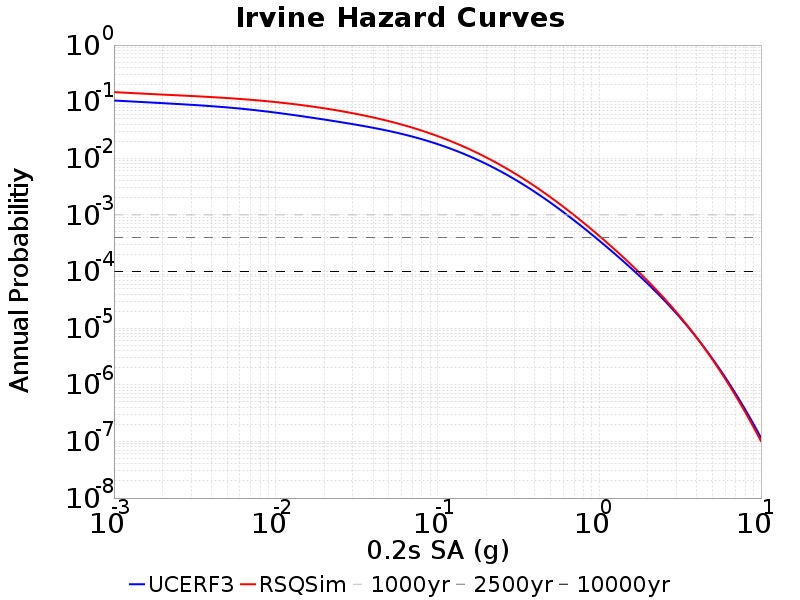 Irvine Hazard Curves
Annual Probabilitiy
10^0
10^-1
10^-2
10^-3
10^-4
10^-5
10^-6
10^-7
10^-8
10^-3 10^-2 10^-1 10^0 10^1
0.2s SA (g)
UCERF3 RSQSim 1000yr 2500yr 10000yr